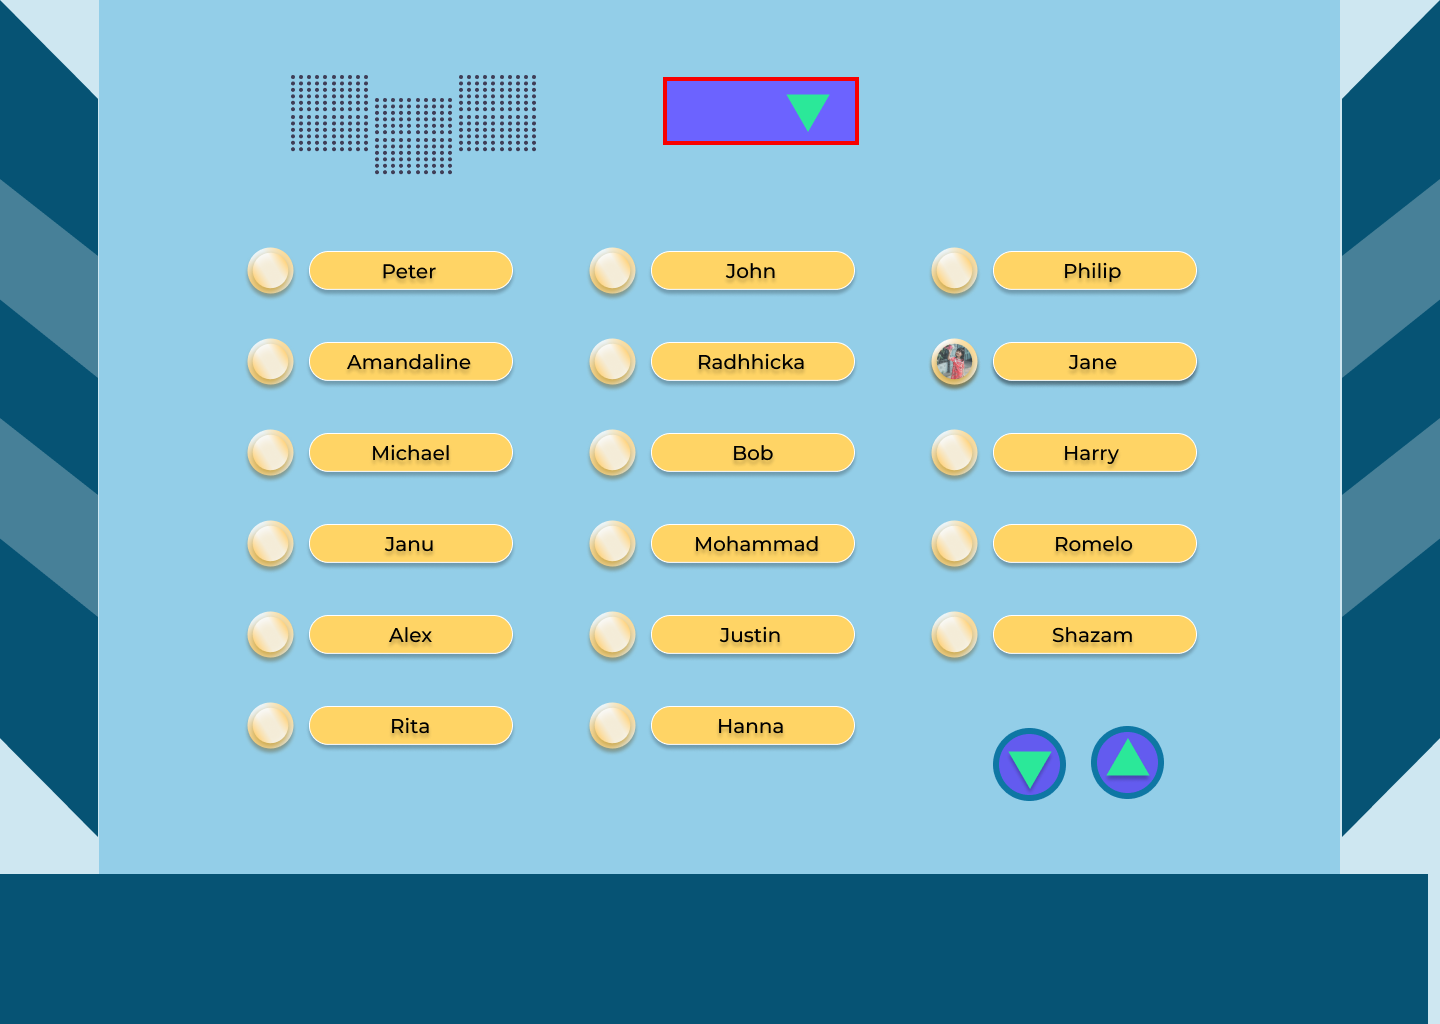 Peter
John
Philip
Amandaline
Radhhicka
Jane
Michael
Bob
Harry
Janu
Mohammad
Romelo
Alex
Justin
Shazam
Rita
Hanna